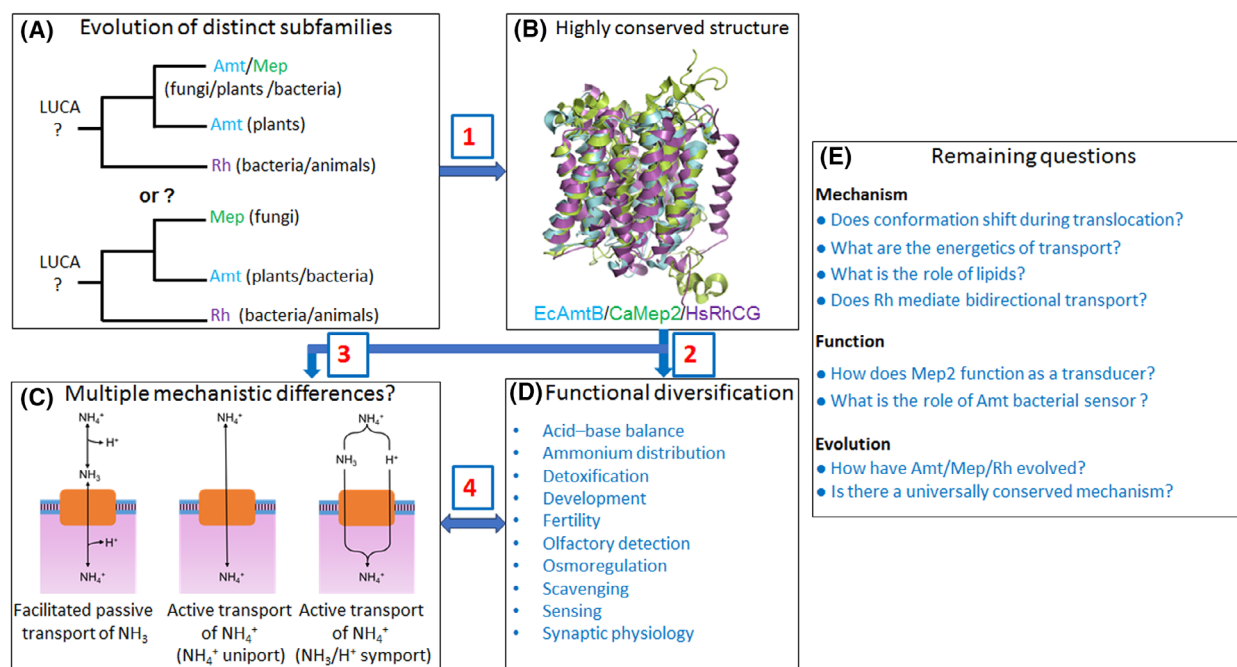 (A) Evolution of distinct subfamilies
LUCA
?
Amt/Mep
(fungi/plants/bacteria)
Amt (plants)
Rh (bacteria/animals)
or ?
LUCA
?
Mep (fungi)
Amt (plants/bacteria)
Rh (bacteria/animals)
1
(B) Highly conserved structure
EcAmtB/CaMep2/HsRhCG
2
3
(C) Multiple mechanistic differences?
NH₄⁺
H⁺
NH₃
H⁺
NH₄⁺
Facilitated passive
transport of NH₃
NH₄⁺
NH₄⁺
Active transport
of NH₄⁺
(NH₄⁺ uniport)
NH₄⁺
NH₃ H⁺
NH₄⁺
Active transport
of NH₄⁺
(NH₃/H⁺ symport)
4
(D) Functional diversification
• Acid–base balance
• Ammonium distribution
• Detoxification
• Development
• Fertility
• Olfactory detection
• Osmoregulation
• Scavenging
• Sensing
• Synaptic physiology
(E) Remaining questions
Mechanism
● Does conformation shift during translocation?
● What are the energetics of transport?
● What is the role of lipids?
● Does Rh mediate bidirectional transport?
Function
● How does Mep2 function as a transducer?
● What is the role of Amt bacterial sensor ?
Evolution
● How have Amt/Mep/Rh evolved?
● Is there a universally conserved mechanism?